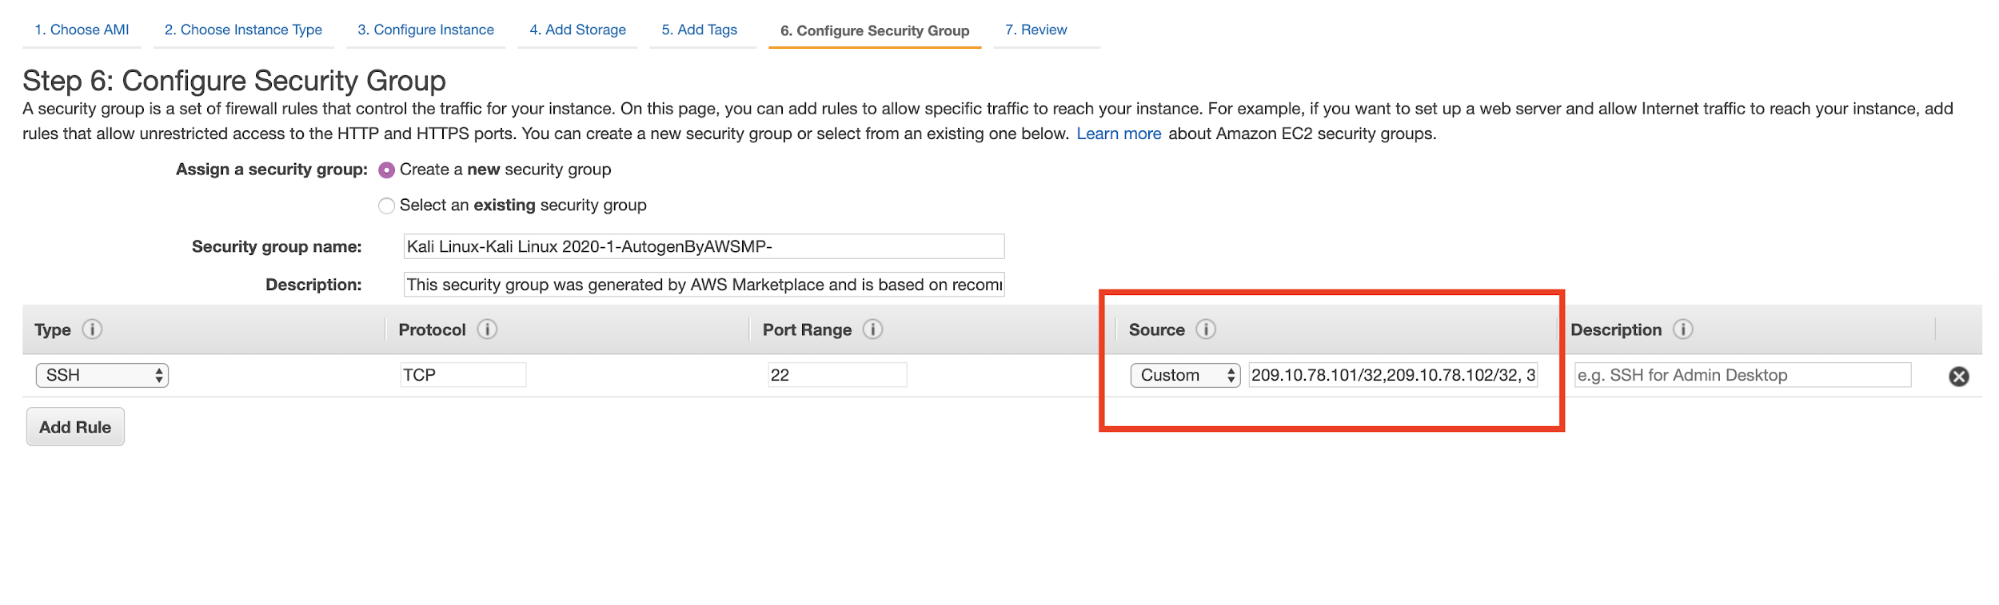 1. Choose AMI 2. Choose Instance Type 3. Configure Instance 4. Add Storage 5. Add Tags 6. Configure Security Group 7. Review
Step 6: Configure Security Group
A security group is a set of firewall rules that control the traffic for your instance. On this page, you can add rules to allow specific traffic to reach your instance. For example, if you want to set up a web server and allow Internet traffic to reach your instance, add
rules that allow unrestricted access to the HTTP and HTTPS ports. You can create a new security group or select from an existing one below. Learn more about Amazon EC2 security groups.
Assign a security group: Create a new security group
Select an existing security group
Security group name: Kali Linux-Kali Linux 2020-1-AutogenByAWSMP-
Description: This security group was generated by AWS Marketplace and is based on recom
Type Protocol Port Range Source Description
SSH TCP 22 Custom 209.10.78.101/32,209.10.78.102/32, 3 e.g. SSH for Admin Desktop
Add Rule